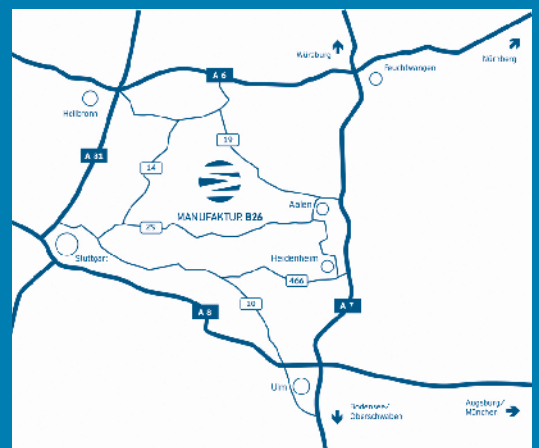 Würzburg
Nürnberg
A 6
Feuchtwangen
Heilbronn
19
A 81
14
MANUFAKTUR B26
Aalen
29
Stuttgart
Heidenheim
466
10
A 8
A 7
Ulm
Bodensee/
Oberschwaben
Augsburg/
München